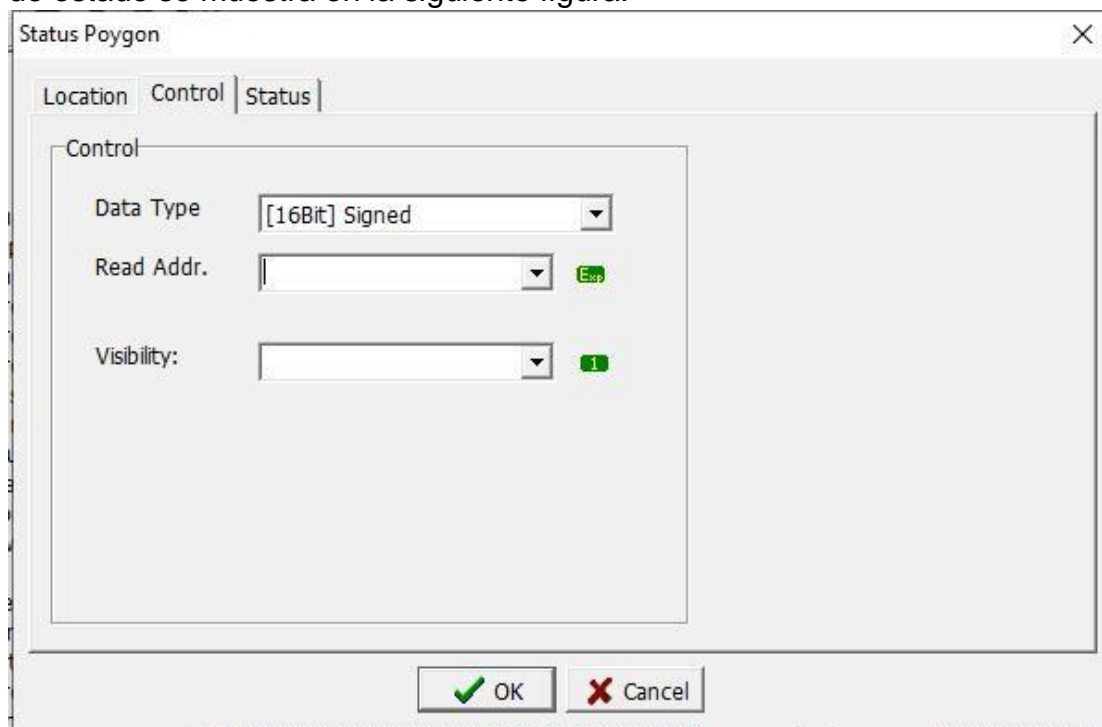 de estado se muestra en la siguiente figura.
Status Poygon
Location Control Status
Control
Data Type [16Bit] Signed
Read Addr. Exp
Visibility: 1
OK Cancel